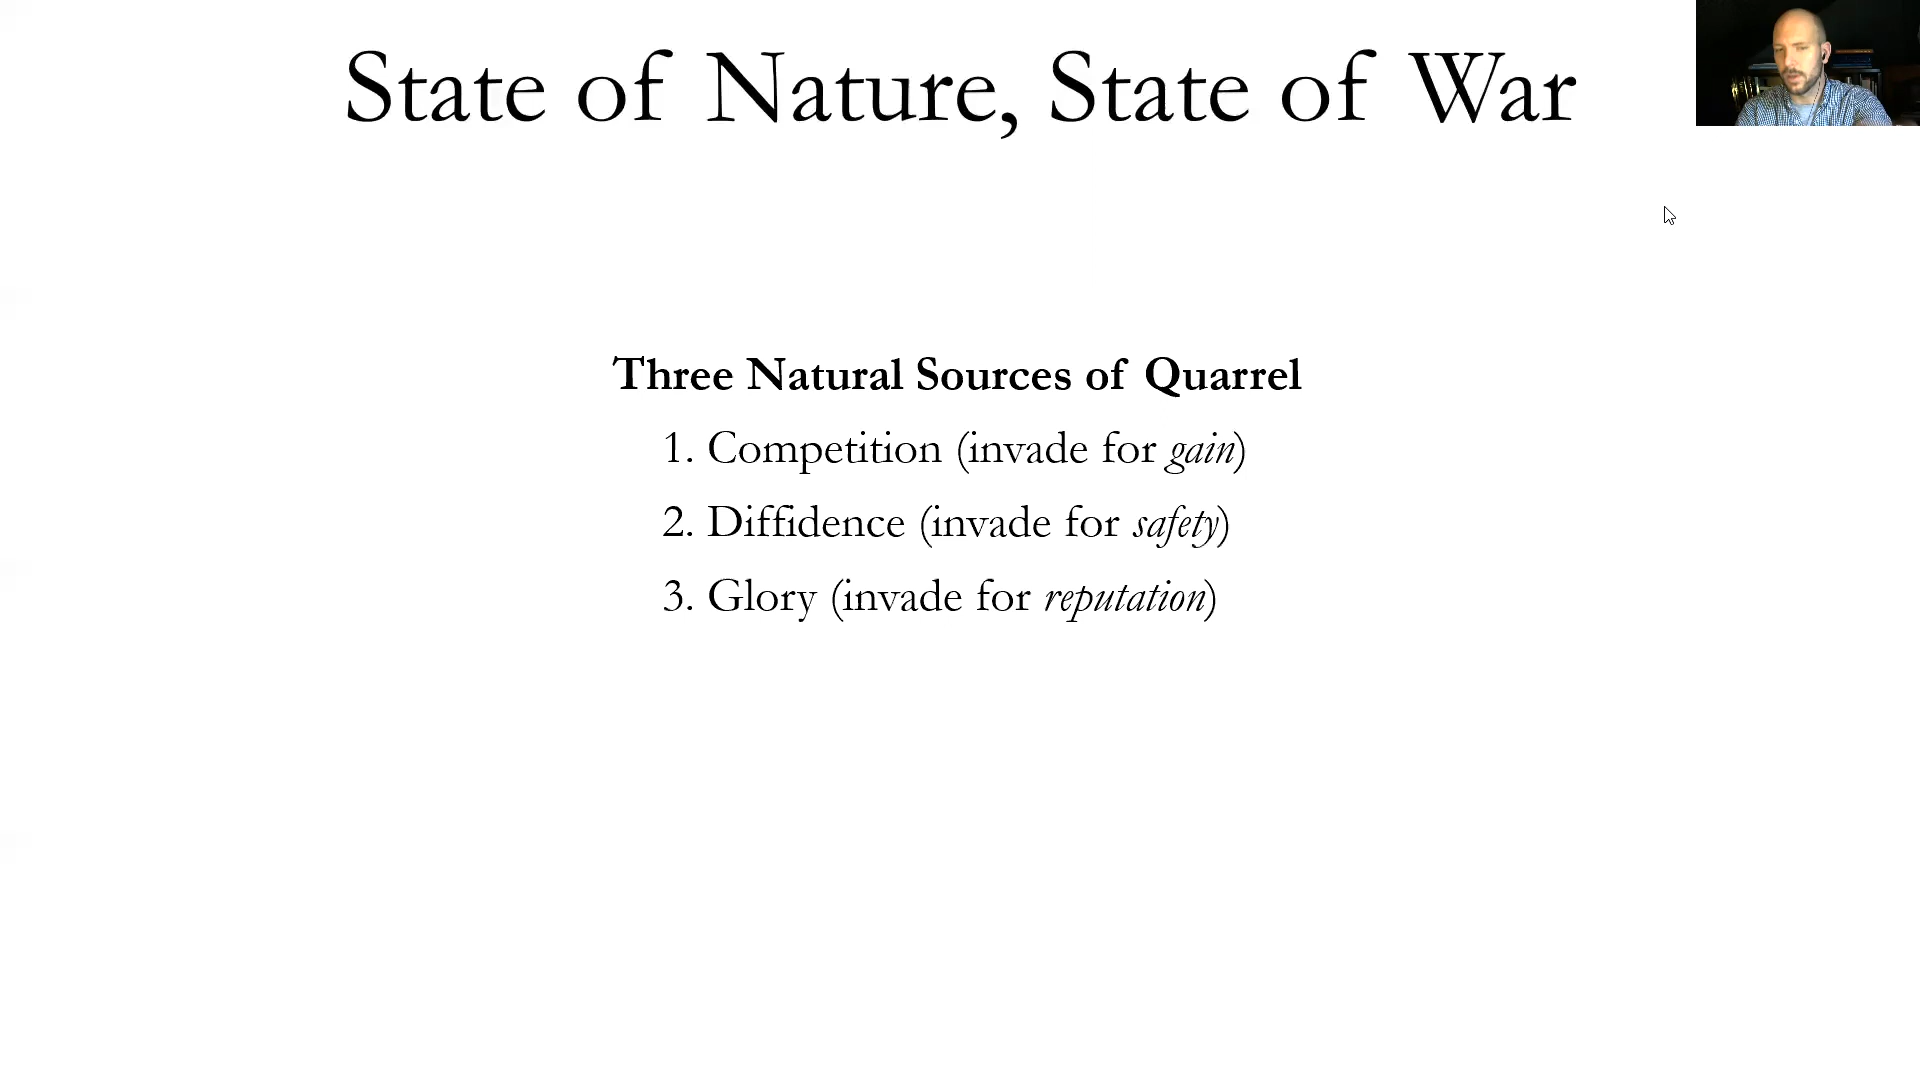 State of Nature, State of War
Three Natural Sources of Quarrel
1. Competition (invade for gain)
2. Diffidence (invade for safety)
3. Glory (invade for reputation)